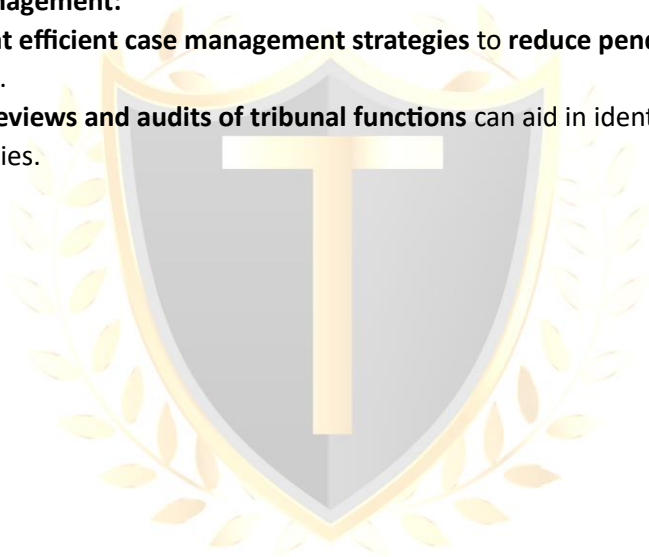 nagement:
nt efficient case management strategies to reduce pend
.
eviews and audits of tribunal functions can aid in ident
ies.
T